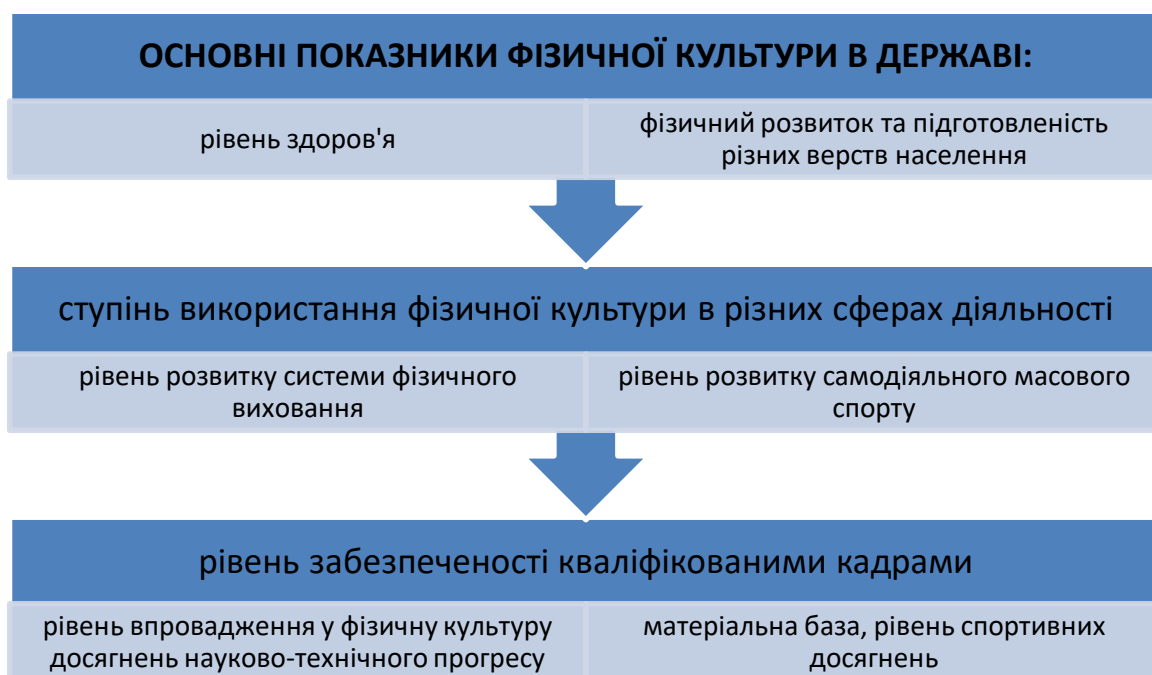 ОСНОВНІ ПОКАЗНИКИ ФІЗИЧНОЇ КУЛЬТУРИ В ДЕРЖАВІ:
рівень здоров'я
фізичний розвиток та підготовленість
різних верств населення
ступінь використання фізичної культури в різних сферах діяльності
рівень розвитку системи фізичного
виховання
рівень розвитку самодіяльного масового
спорту
рівень забезпеченості кваліфікованими кадрами
рівень впровадження у фізичну культуру
досягнень науково-технічного прогресу
матеріальна база, рівень спортивних
досягнень